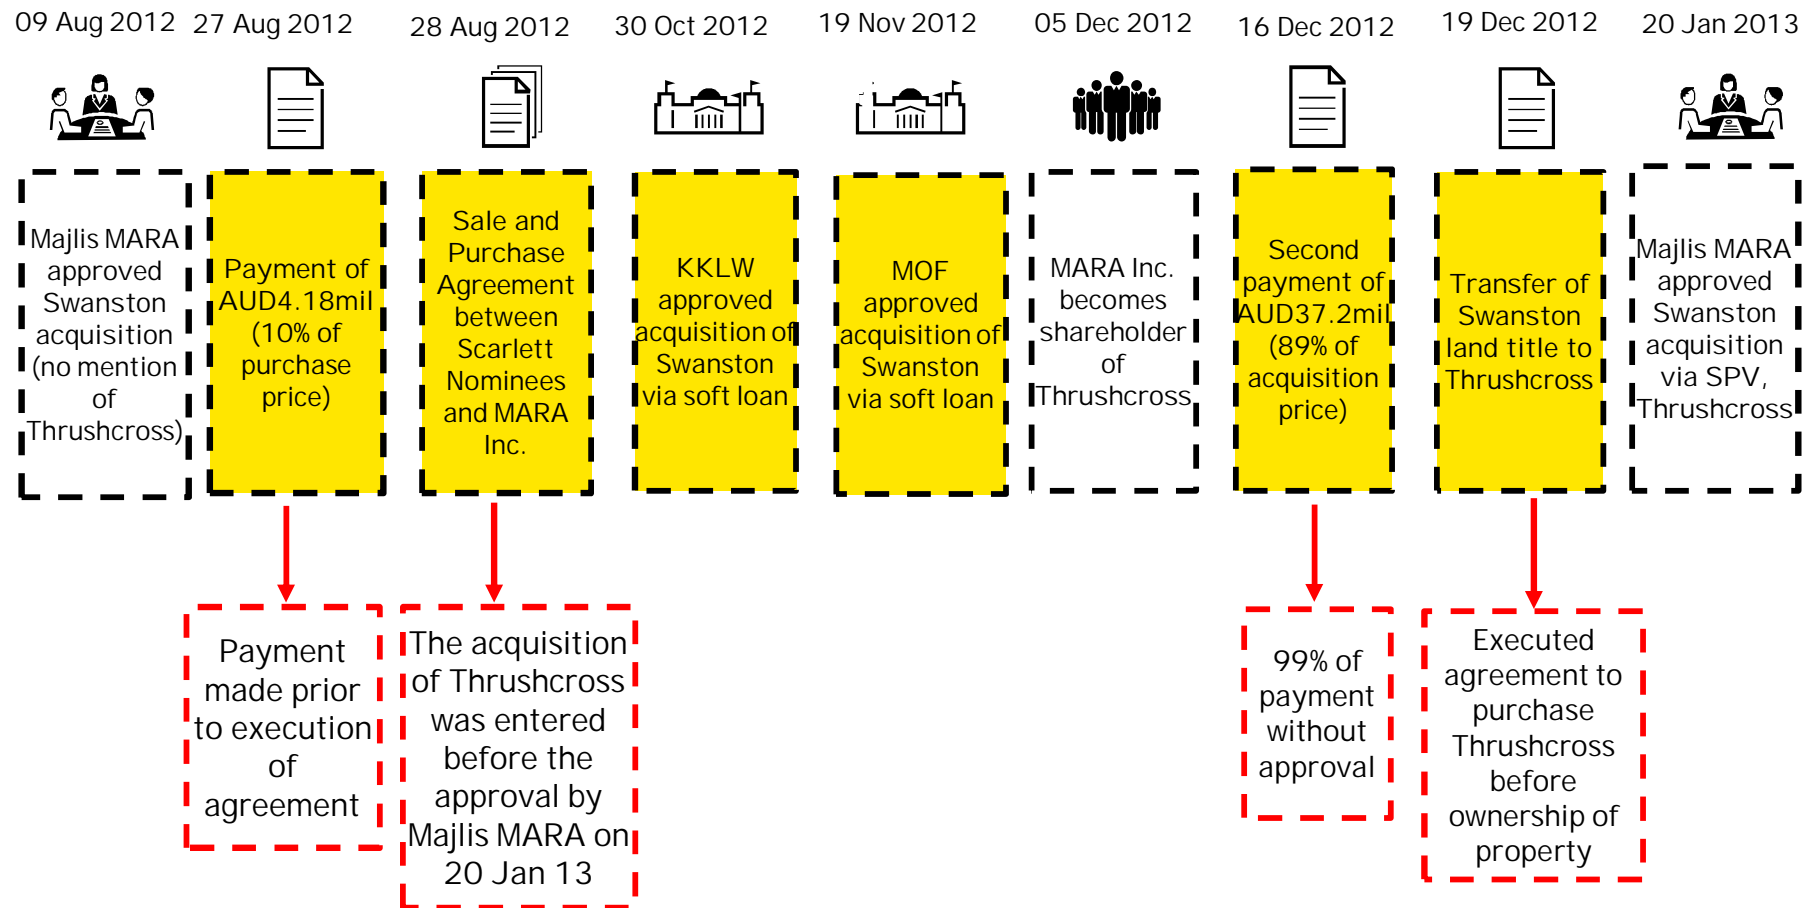 09 Aug 2012
27 Aug 2012
28 Aug 2012
30 Oct 2012
19 Nov 2012
05 Dec 2012
16 Dec 2012
19 Dec 2012
20 Jan 2013
Majlis MARA
approved
Swanston
acquisition
(no mention
of
Thrushcross)
Payment of
AUD4.18mil
(10% of
purchase
price)
Sale and
Purchase
Agreement
between
Scarlett
Nominees
and MARA
Inc.
KKLW
approved
acquisition of
Swanston
via soft loan
MOF
approved
acquisition of
Swanston
via soft loan
MARA Inc.
becomes
shareholder
of
Thrushcross
Second
payment of
AUD37.2mil
(89% of
acquisition
price)
Transfer of
Swanston
land title to
Thrushcross
Majlis MARA
approved
Swanston
acquisition
via SPV,
Thrushcross
Payment
made prior
to execution
of
agreement
The acquisition
of Thrushcross
was entered
before the
approval by
Majlis MARA on
20 Jan 13
99% of
payment
without
approval
Executed
agreement to
purchase
Thrushcross
before
ownership of
property